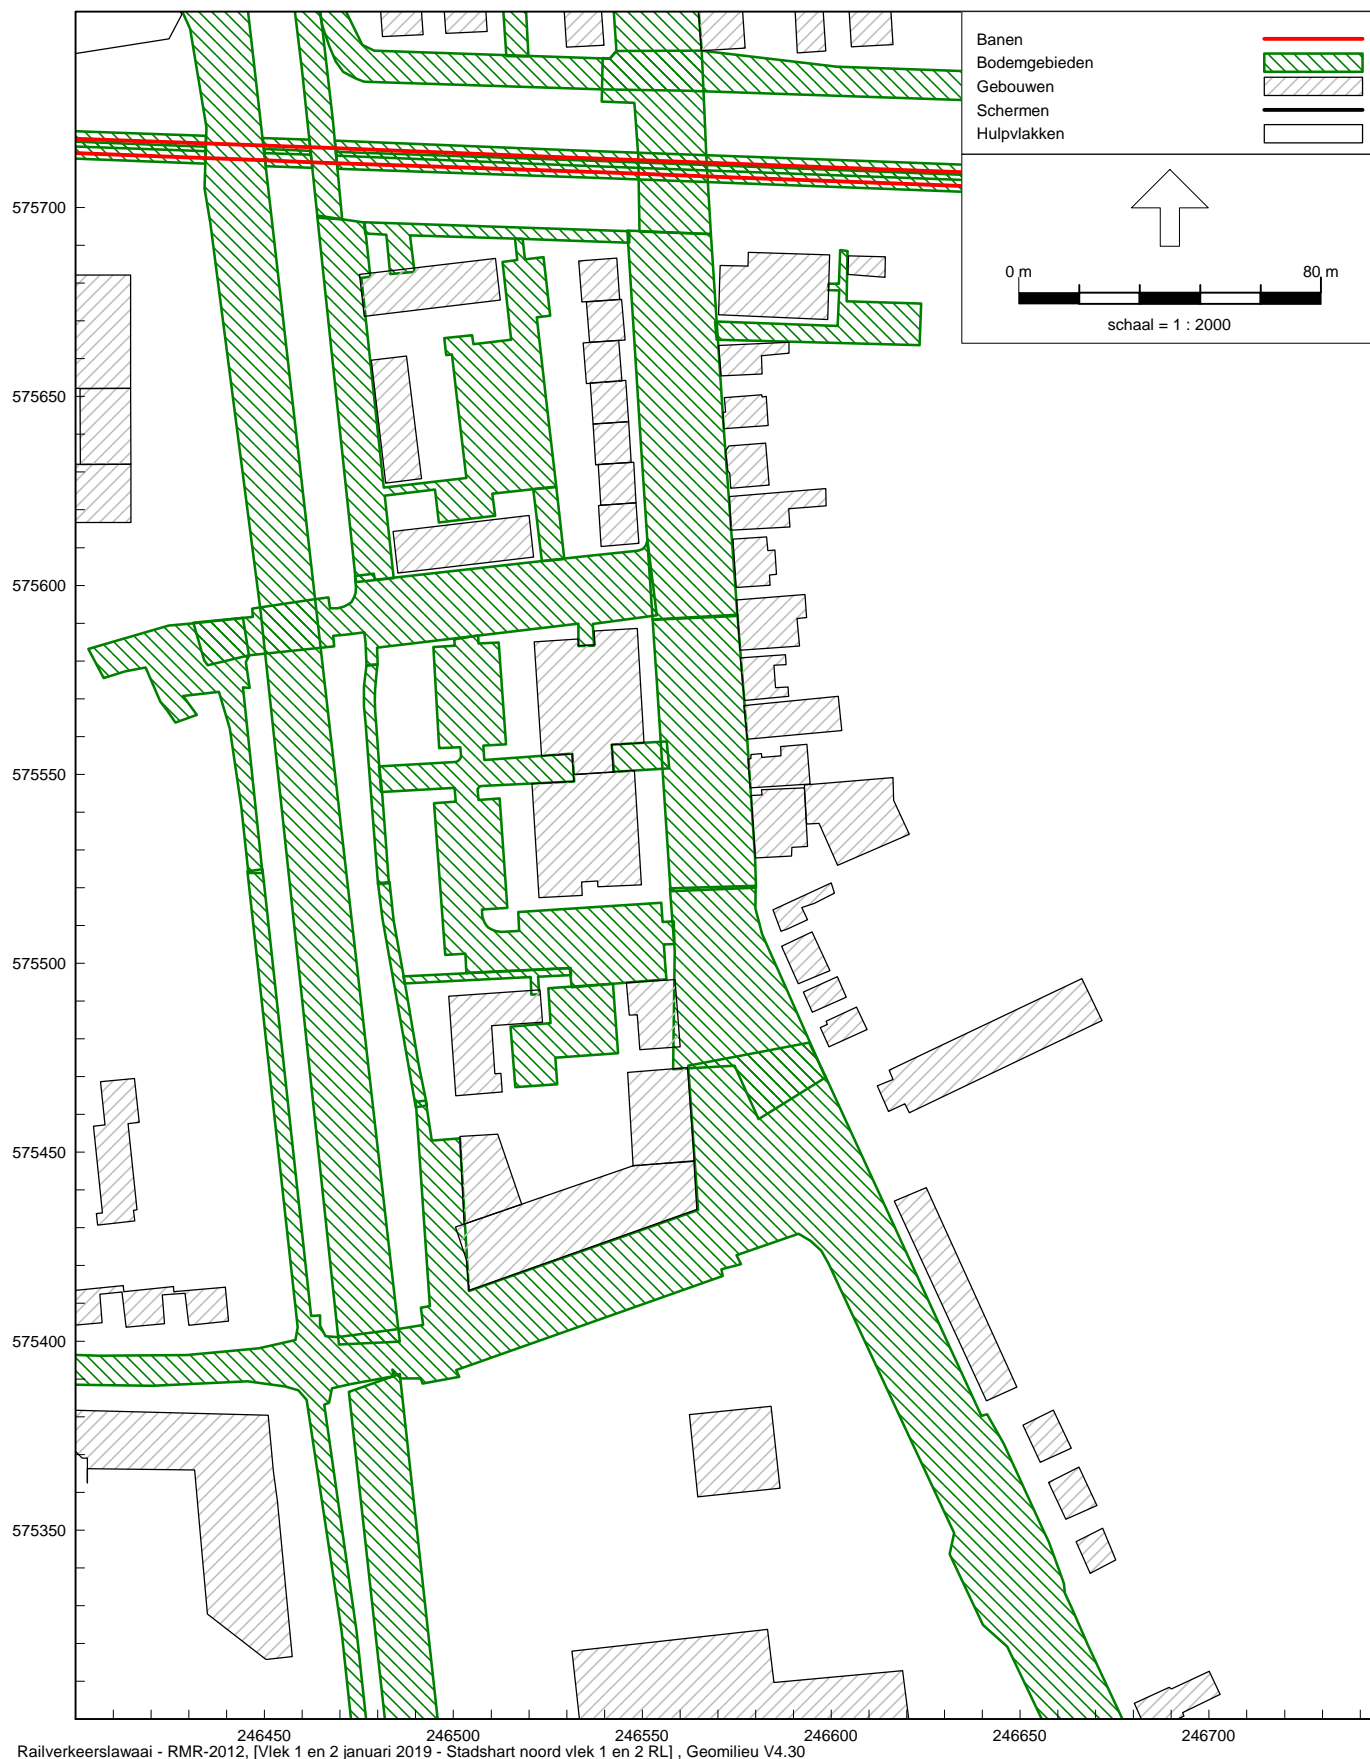 Banen
Bodemgebieden
Gebouwen
Schermen
Hulpvlakken
0 m 80 m
schaal = 1 : 2000
575700
575650
575600
575550
575500
575450
575400
575350
246450 246500 246550 246600 246650 246700
Railverkeerslawaai - RMR-2012, [Vlek 1 en 2 januari 2019 - Stadshart noord vlek 1 en 2 RL] , Geomilieu V4.30